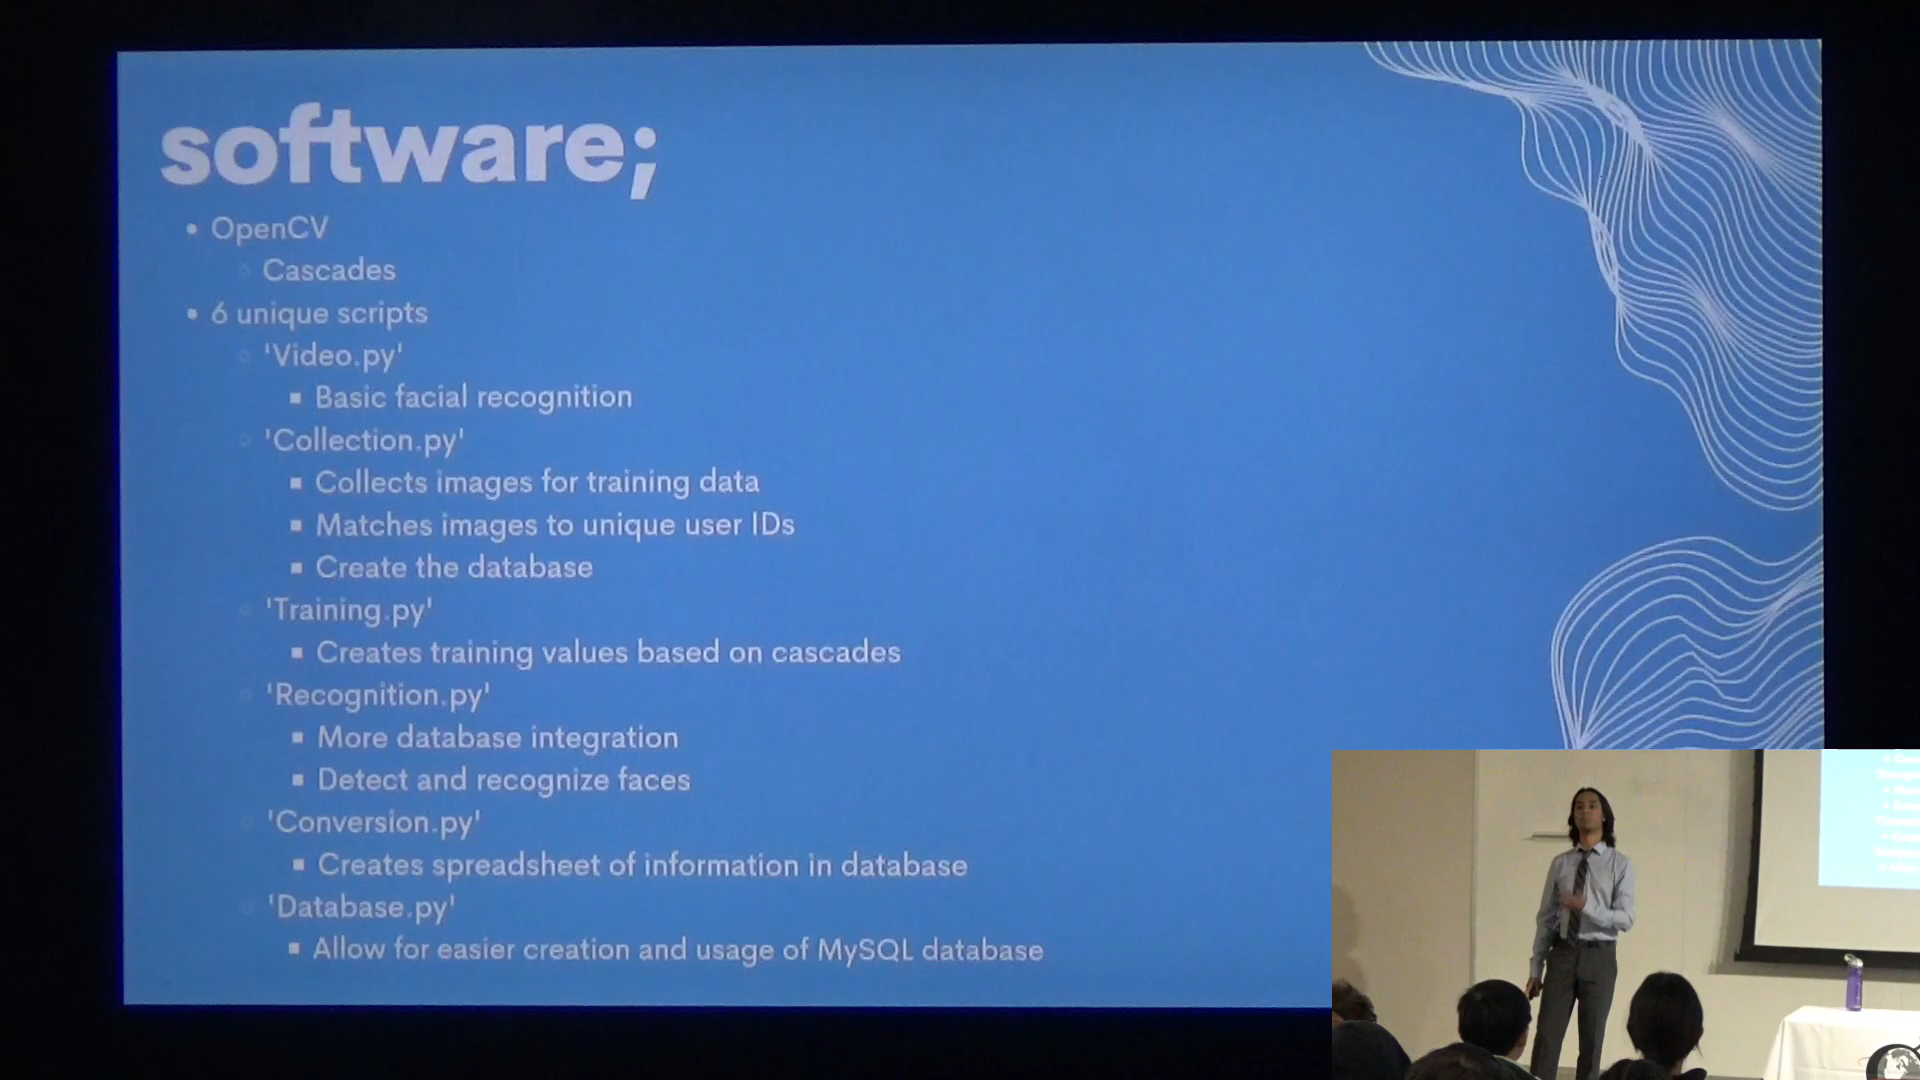 software;
• OpenCV
◦ Cascades
• 6 unique scripts
◦ 'Video.py'
▪ Basic facial recognition
◦ 'Collection.py'
▪ Collects images for training data
▪ Matches images to unique user IDs
▪ Create the database
◦ 'Training.py'
▪ Creates training values based on cascades
◦ 'Recognition.py'
▪ More database integration
▪ Detect and recognize faces
◦ 'Conversion.py'
▪ Creates spreadsheet of information in database
◦ 'Database.py'
▪ Allow for easier creation and usage of MySQL database